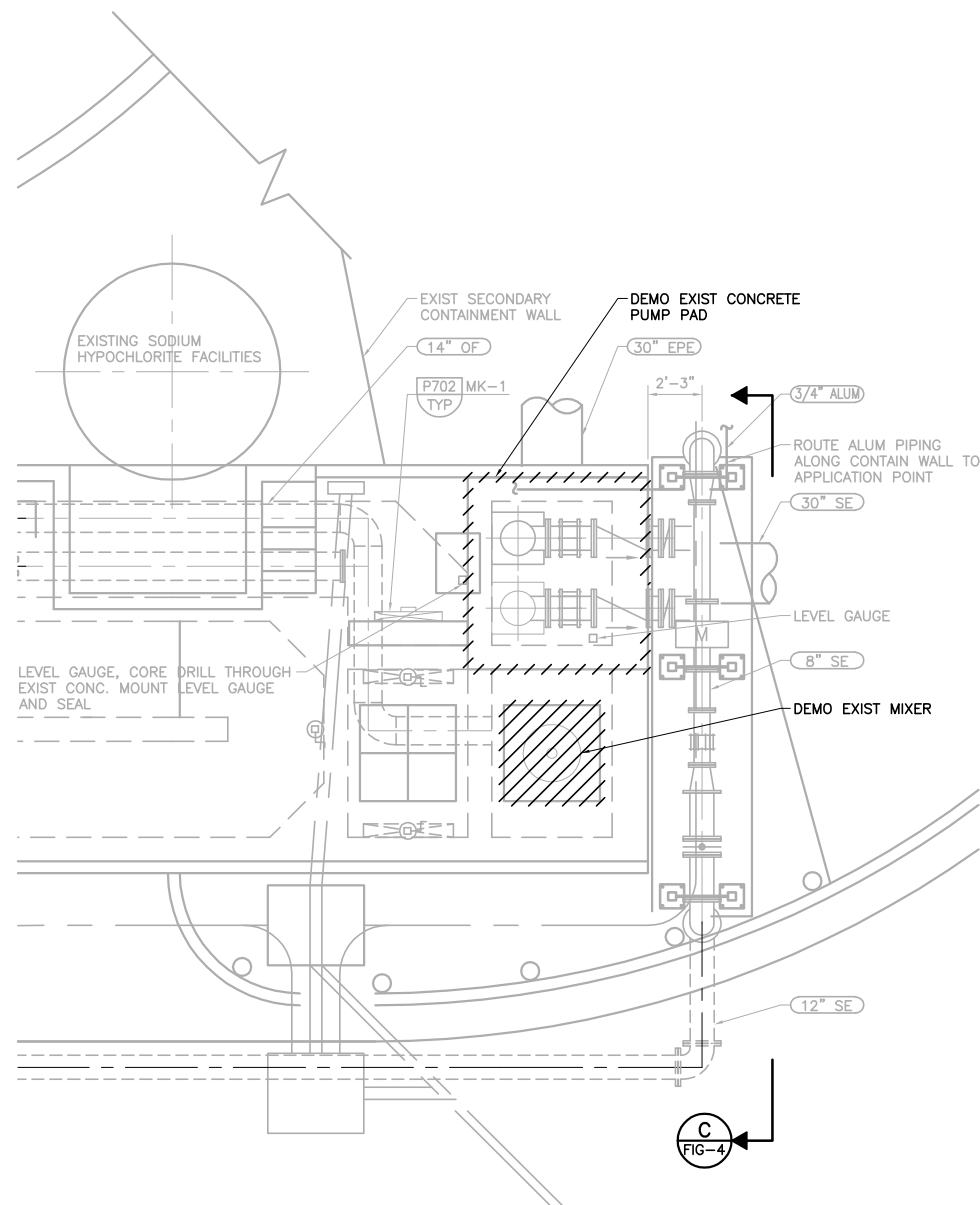 EXIST SECONDARY
CONTAINMENT WALL
DEMO EXIST CONCRETE
PUMP PAD
EXISTING SODIUM
HYPOCHLORITE FACILITIES
14" OF
30" EPE
P702 MK-1
TYP
2'-3"
3/4" ALUM
ROUTE ALUM PIPING
ALONG CONTAIN WALL TO
APPLICATION POINT
30" SE
LEVEL GAUGE
M
LEVEL GAUGE, CORE DRILL THROUGH
EXIST CONC. MOUNT LEVEL GAUGE
AND SEAL
8" SE
DEMO EXIST MIXER
12" SE
C
FIG-4